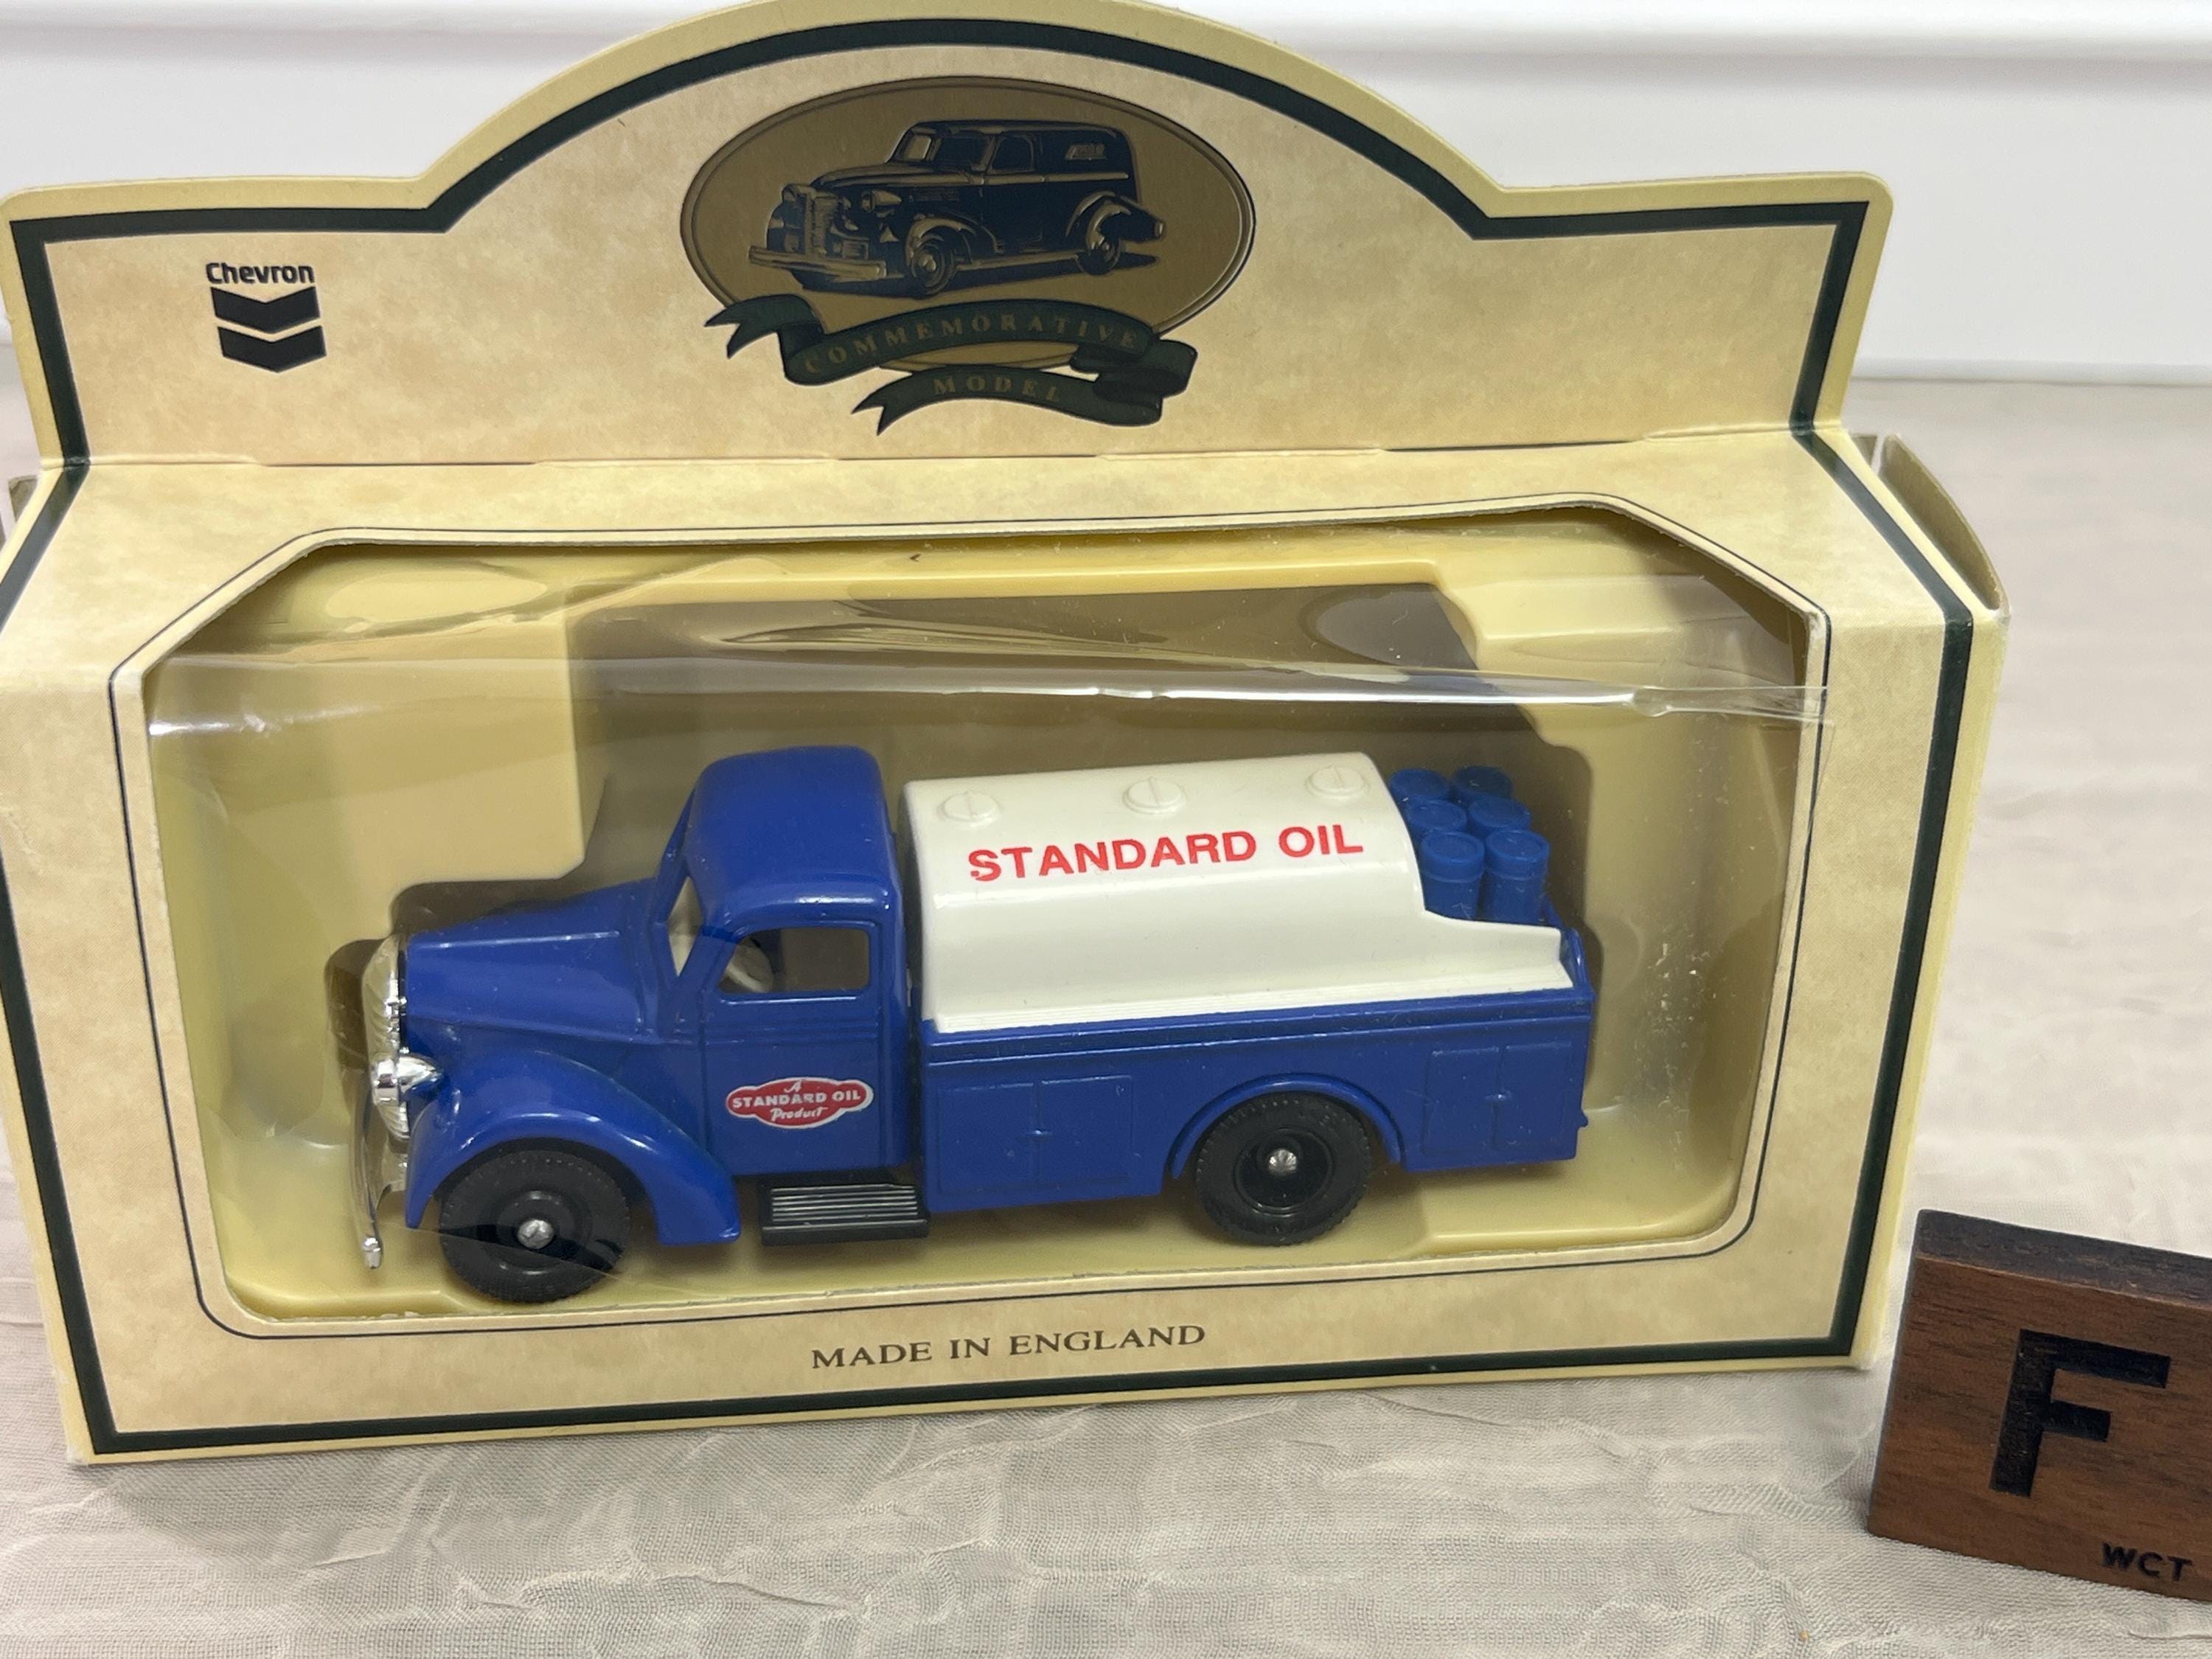 Chevron
COMMEMORATIVE
MODEL
STANDARD OIL
A
STANDARD OIL
Product
MADE IN ENGLAND
F
WCT